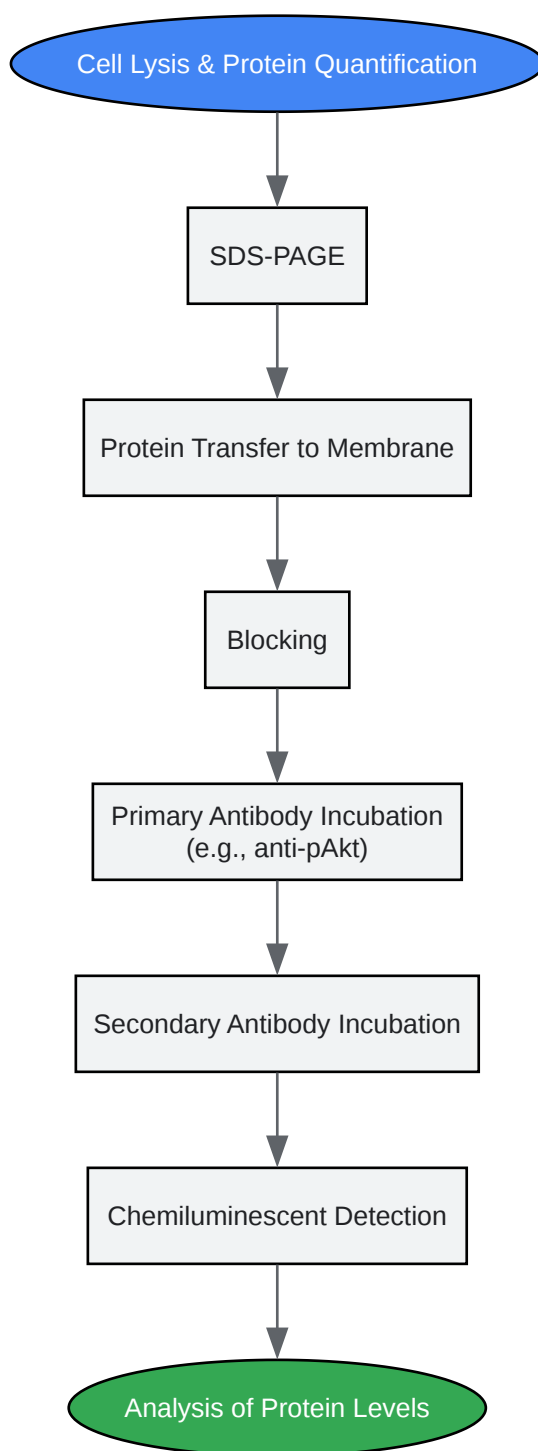 Cell Lysis & Protein Quantification
SDS-PAGE
Protein Transfer to Membrane
Blocking
Primary Antibody Incubation
(e.g., anti-pAkt)
Secondary Antibody Incubation
Chemiluminescent Detection
Analysis of Protein Levels